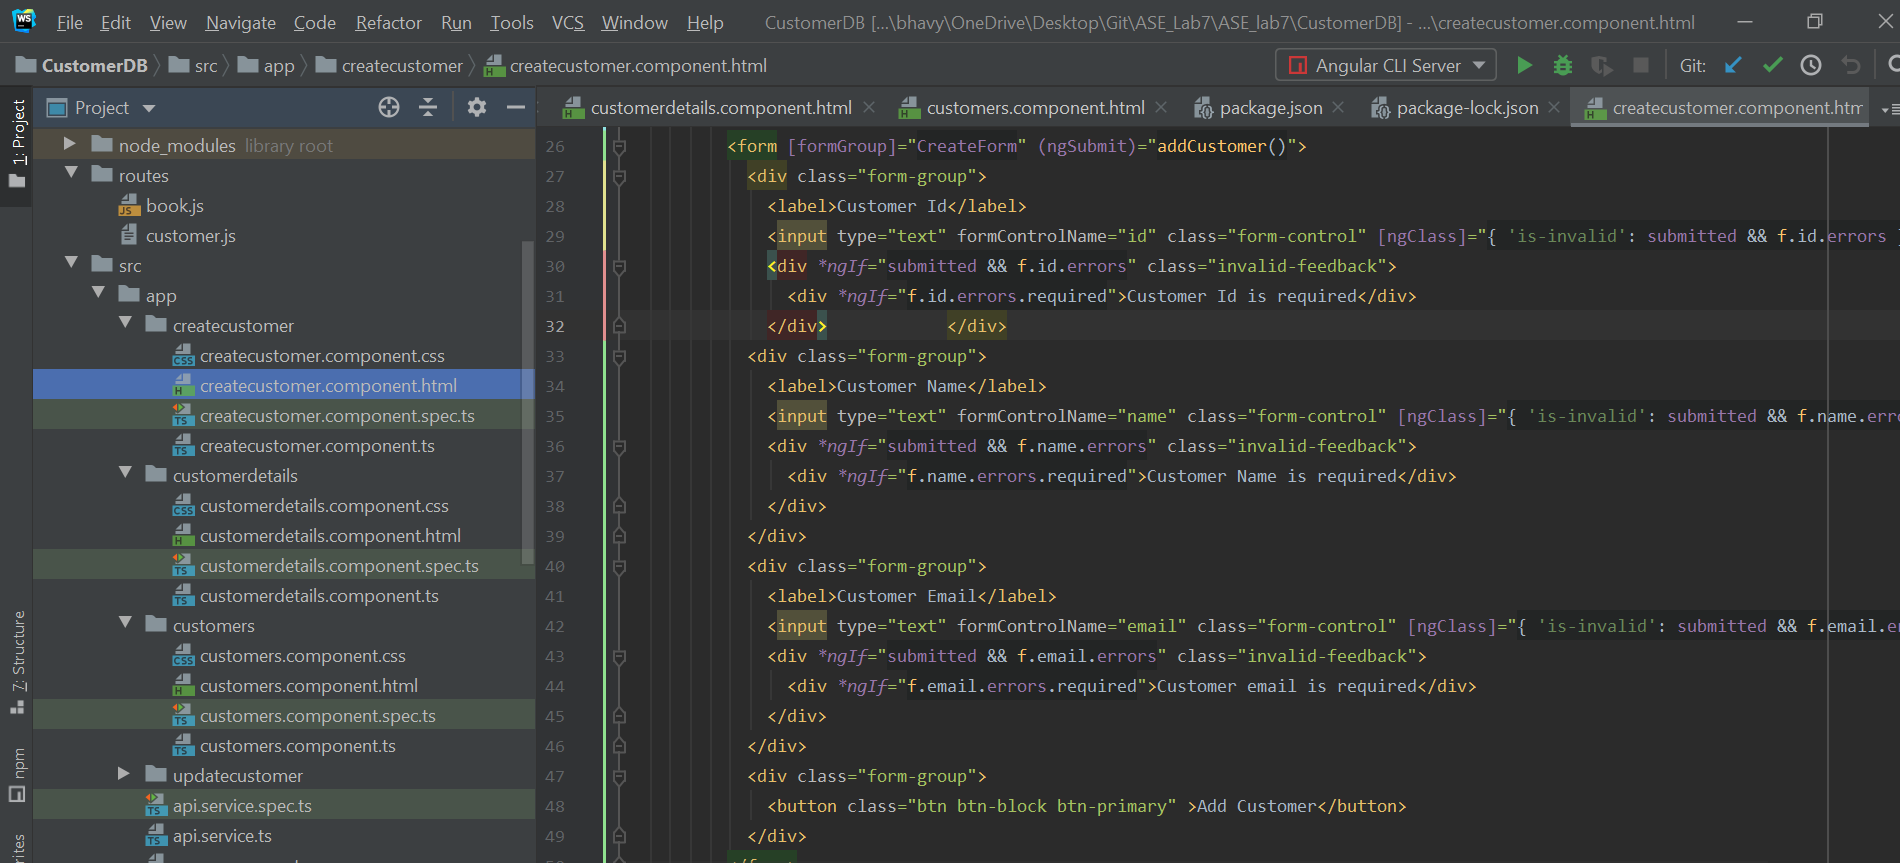 WS File Edit View Navigate Code Refactor Run Tools VCS Window Help CustomerDB [...\bhavy\OneDrive\Desktop\Git\ASE_Lab7\ASE_lab7\CustomerDB] - ...\createcustomer.component.html
CustomerDB src app createcustomer createcustomer.component.html Angular CLI Server Git:
1: Project
7: Structure
npm
Project
node_modules library root
routes
book.js
customer.js
src
app
createcustomer
createcustomer.component.css
createcustomer.component.html
createcustomer.component.spec.ts
createcustomer.component.ts
customerdetails
customerdetails.component.css
customerdetails.component.html
customerdetails.component.spec.ts
customerdetails.component.ts
customers
customers.component.css
customers.component.html
customers.component.spec.ts
customers.component.ts
updatecustomer
api.service.spec.ts
api.service.ts
customerdetails.component.html customers.component.html package.json package-lock.json createcustomer.component.htm
26 <form [formGroup]="CreateForm" (ngSubmit)="addCustomer()">
27 <div class="form-group">
28 <label>Customer Id</label>
29 <input type="text" formControlName="id" class="form-control" [ngClass]="{ 'is-invalid': submitted && f.id.errors }
30 <div *ngIf="submitted && f.id.errors" class="invalid-feedback">
31 <div *ngIf="f.id.errors.required">Customer Id is required</div>
32 </div> </div>
33 <div class="form-group">
34 <label>Customer Name</label>
35 <input type="text" formControlName="name" class="form-control" [ngClass]="{ 'is-invalid': submitted && f.name.erro
36 <div *ngIf="submitted && f.name.errors" class="invalid-feedback">
37 <div *ngIf="f.name.errors.required">Customer Name is required</div>
38 </div>
39 </div>
40 <div class="form-group">
41 <label>Customer Email</label>
42 <input type="text" formControlName="email" class="form-control" [ngClass]="{ 'is-invalid': submitted && f.email.er
43 <div *ngIf="submitted && f.email.errors" class="invalid-feedback">
44 <div *ngIf="f.email.errors.required">Customer email is required</div>
45 </div>
46 </div>
47 <div class="form-group">
48 <button class="btn btn-block btn-primary" >Add Customer</button>
49 </div>